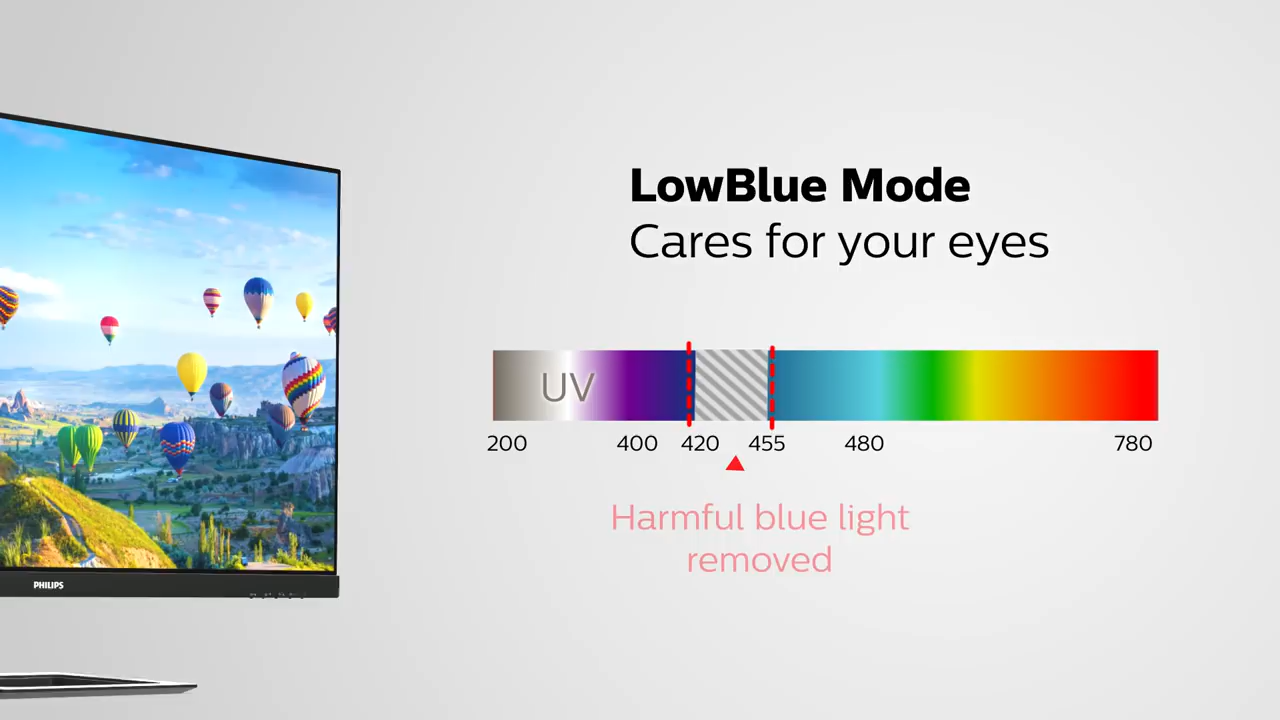 LowBlue Mode
Cares for your eyes
UV
200 400 420 455 480 780
Harmful blue light
removed
PHILIPS